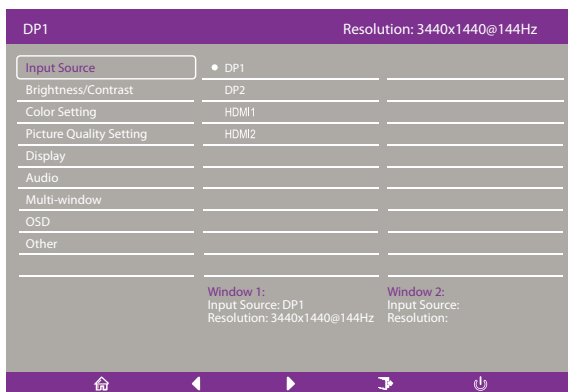 DP1 Resolution: 3440x1440@144Hz
Input Source DP1
Brightness/Contrast DP2
Color Setting HDMI1
Picture Quality Setting HDMI2
Display
Audio
Multi-window
OSD
Other
Window 1: Window 2:
Input Source: DP1 Input Source:
Resolution: 3440x1440@144Hz Resolution: